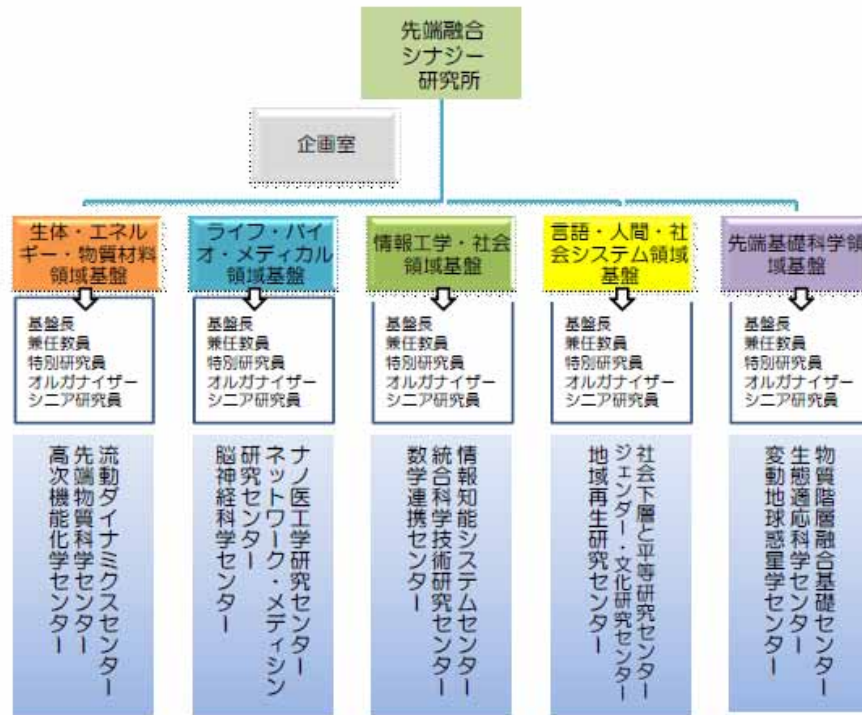 先端融合
シナジー
研究所
企画室
生体・エネル
ギー・物質材料
領域基盤
基盤長
兼任教員
特別研究員
オルガナイザー
シニア研究員
流動ダイナミクスセンター
先端物質科学センター
高次機能化学センター
ライフ・バイ
オ・メディカル
領域基盤
基盤長
兼任教員
特別研究員
オルガナイザー
シニア研究員
ナノ医工学研究センター
ネットワーク・メディシン
研究センター
脳神経科学センター
情報工学・社会
領域基盤
基盤長
兼任教員
特別研究員
オルガナイザー
シニア研究員
情報知能システムセンター
統合科学技術研究センター
数学連携センター
言語・人間・社
会システム領域
基盤
基盤長
兼任教員
特別研究員
オルガナイザー
シニア研究員
社会下層と平等研究センター
ジェンダー・文化研究センター
地域再生研究センター
先端基礎科学領
域基盤
基盤長
兼任教員
特別研究員
オルガナイザー
シニア研究員
物質階層融合基礎センター
生態適応科学センター
変動地球惑星学センター